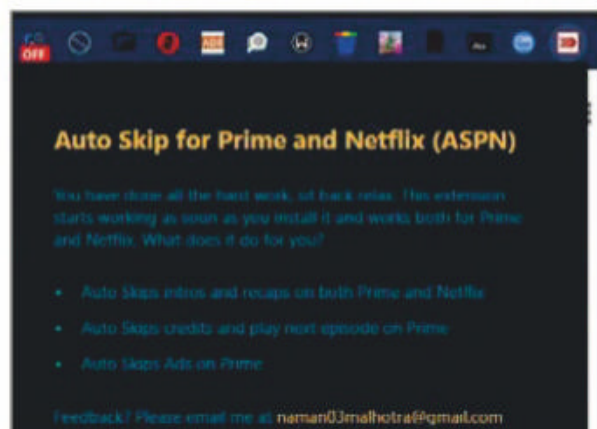 OFF
ADS
Auto Skip for Prime and Netflix (ASPN)
You have done all the hard work, sit back relax. This extension
starts working as soon as you install it and works both for Prime
and Netflix. What does it do for you?
• Auto Skips intros and recaps on both Prime and Netflix
• Auto Skips credits and play next episode on Prime
• Auto Skips Ads on Prime
Feedback? Please email me at naman03malhotra@gmail.com